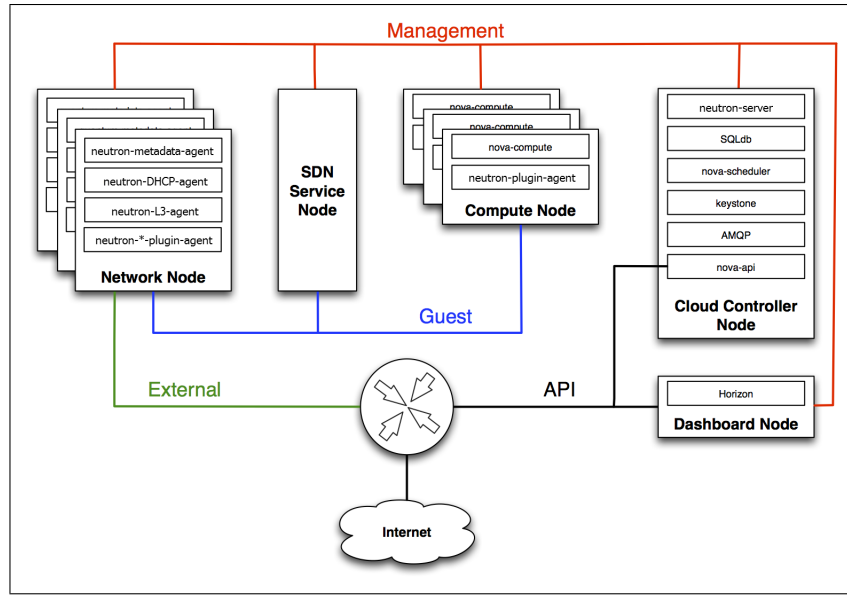 Management
nova-compute
nova-compute
neutron-metadata-agent
neutron-DHCP-agent
neutron-L3-agent
neutron-*-plugin-agent
Network Node
SDN
Service
Node
nova-compute
neutron-plugin-agent
Compute Node
neutron-server
SQLdb
nova-scheduler
keystone
AMQP
nova-api
Cloud Controller
Node
Guest
External
API
Horizon
Dashboard Node
Internet